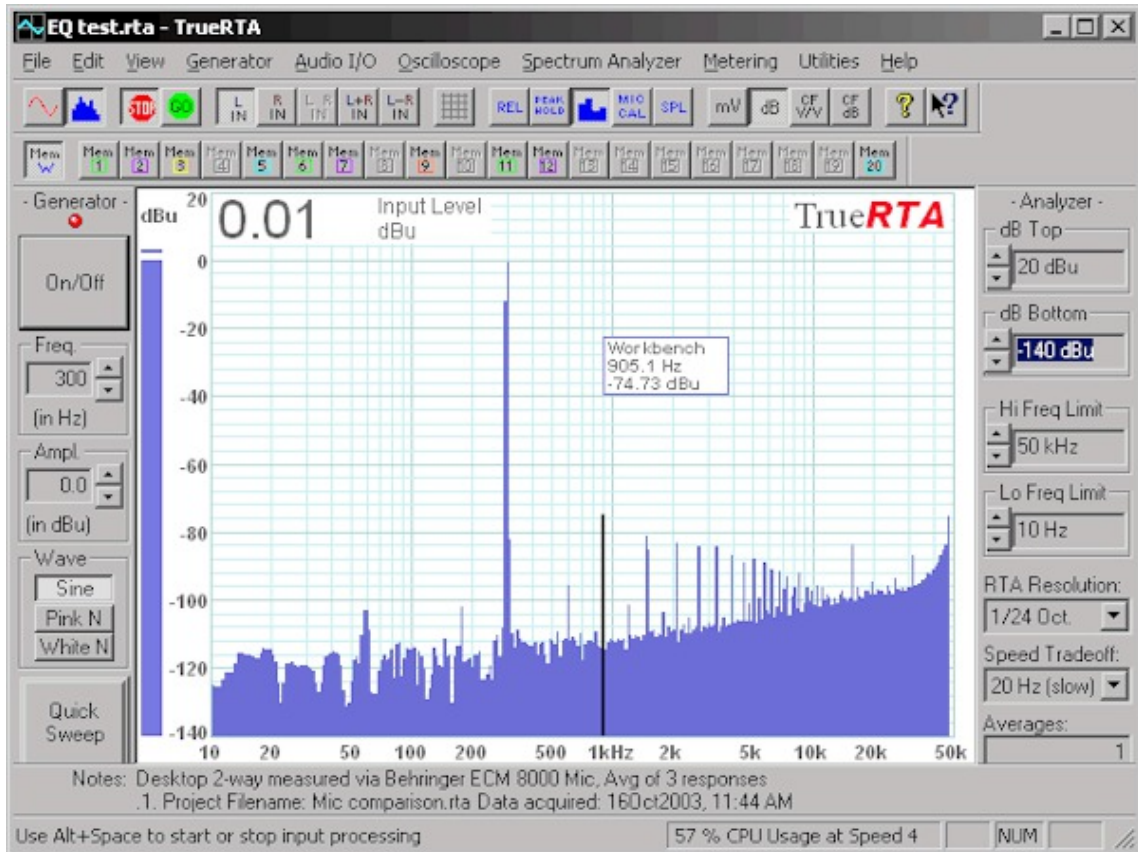 EQ test.rta - TrueRTA
File Edit View Generator Audio I/O Oscilloscope Spectrum Analyzer Metering Utilities Help
STOP GO L IN R IN L-R IN L+R IN L-R IN REL PEAK HOLD MIC CAL SPL mV dB CF V/V CF dB ? ?
Mem W Mem 1 Mem 2 Mem 3 Mem 4 Mem 5 Mem 6 Mem 7 Mem 8 Mem 9 Mem 10 Mem 11 Mem 12 Mem 13 Mem 14 Mem 15 Mem 16 Mem 17 Mem 18 Mem 19 Mem 20
- Generator -
On/Off
Freq.
300
(in Hz)
Ampl.
0.0
(in dBu)
Wave
Sine
Pink N
White N
Quick
Sweep
dBu
0.01
Input Level
dBu
TrueRTA
20
0
-20
-40
-60
-80
-100
-120
-140
Workbench
905.1 Hz
-74.73 dBu
10 20 50 100 200 500 1kHz 2k 5k 10k 20k 50k
- Analyzer -
dB Top
20 dBu
dB Bottom
-140 dBu
Hi Freq Limit
50 kHz
Lo Freq Limit
10 Hz
RTA Resolution:
1/24 Oct.
Speed Tradeoff:
20 Hz (slow)
Averages:
1
Notes: Desktop 2-way measured via Behringer ECM 8000 Mic, Avg of 3 responses
.1. Project Filename: Mic comparison.rta Data acquired: 16Oct2003, 11:44 AM
Use Alt+Space to start or stop input processing
57 % CPU Usage at Speed 4
NUM